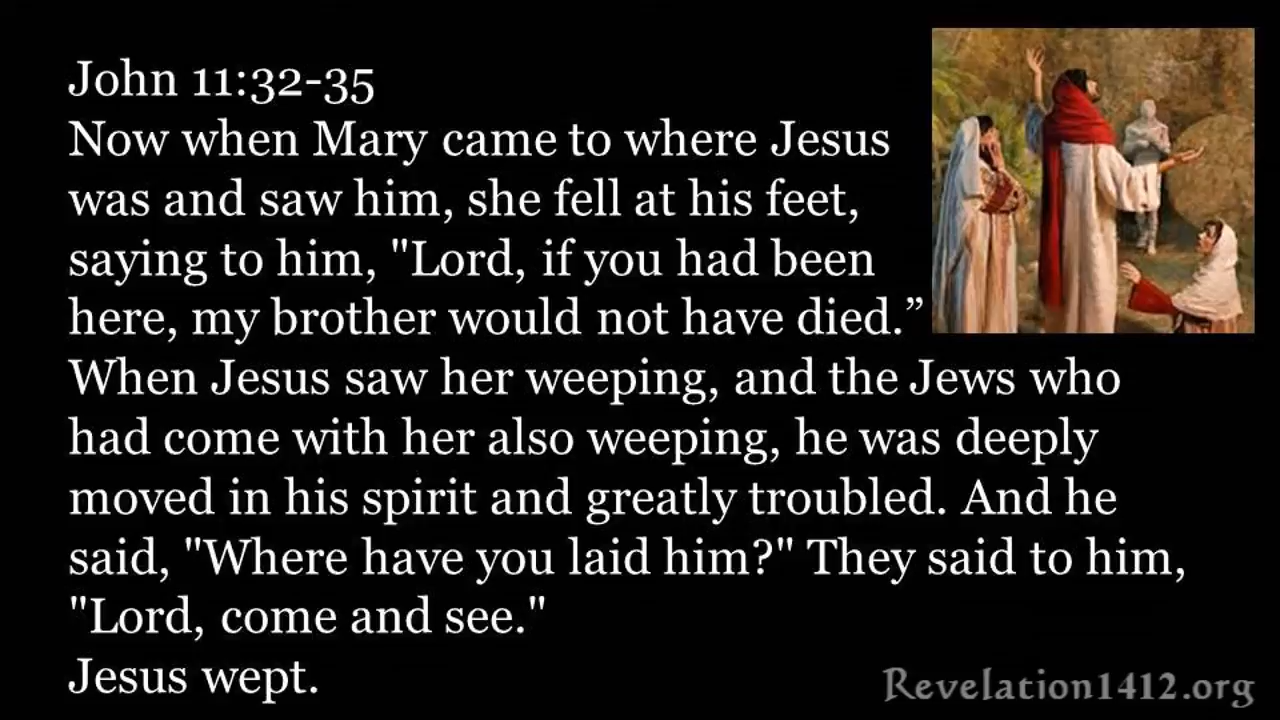 John 11:32-35
Now when Mary came to where Jesus
was and saw him, she fell at his feet,
saying to him, "Lord, if you had been
here, my brother would not have died.”
When Jesus saw her weeping, and the Jews who
had come with her also weeping, he was deeply
moved in his spirit and greatly troubled. And he
said, "Where have you laid him?" They said to him,
"Lord, come and see."
Jesus wept.
Revelation1412.org